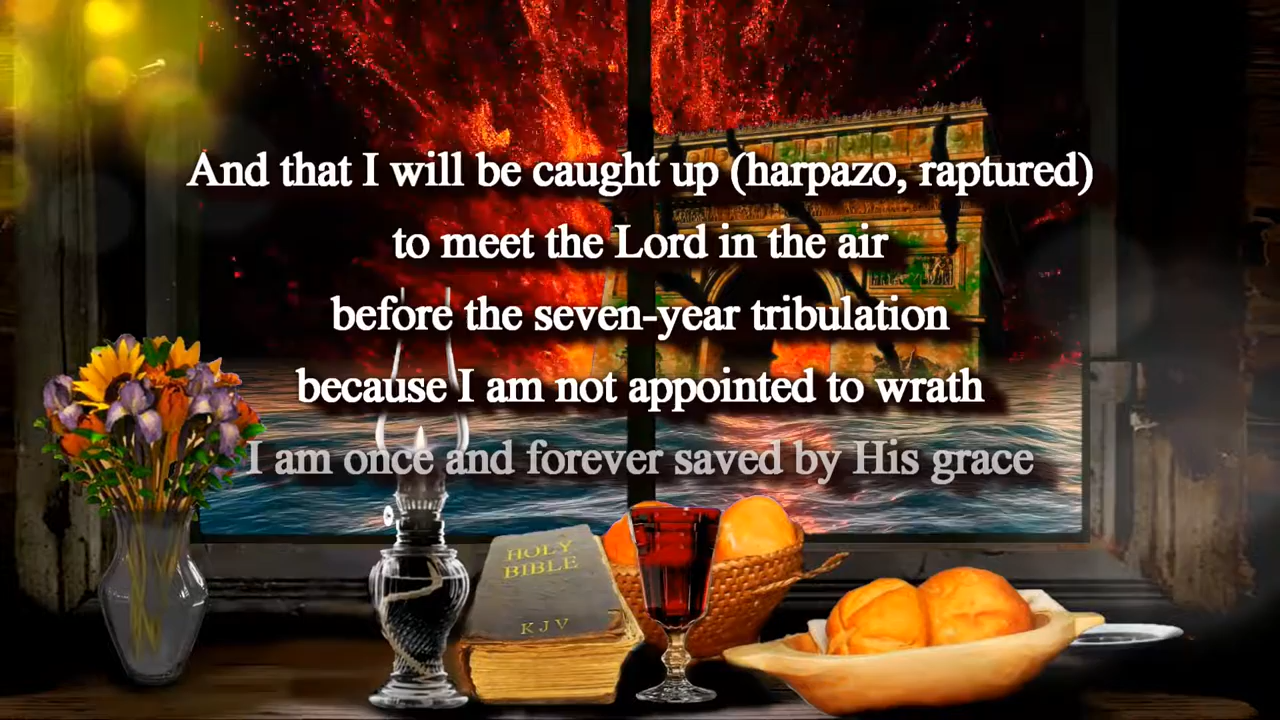 And that I will be caught up (harpazo, raptured)
to meet the Lord in the air
before the seven-year tribulation
because I am not appointed to wrath
I am once and forever saved by His grace
HOLY
BIBLE
KJV